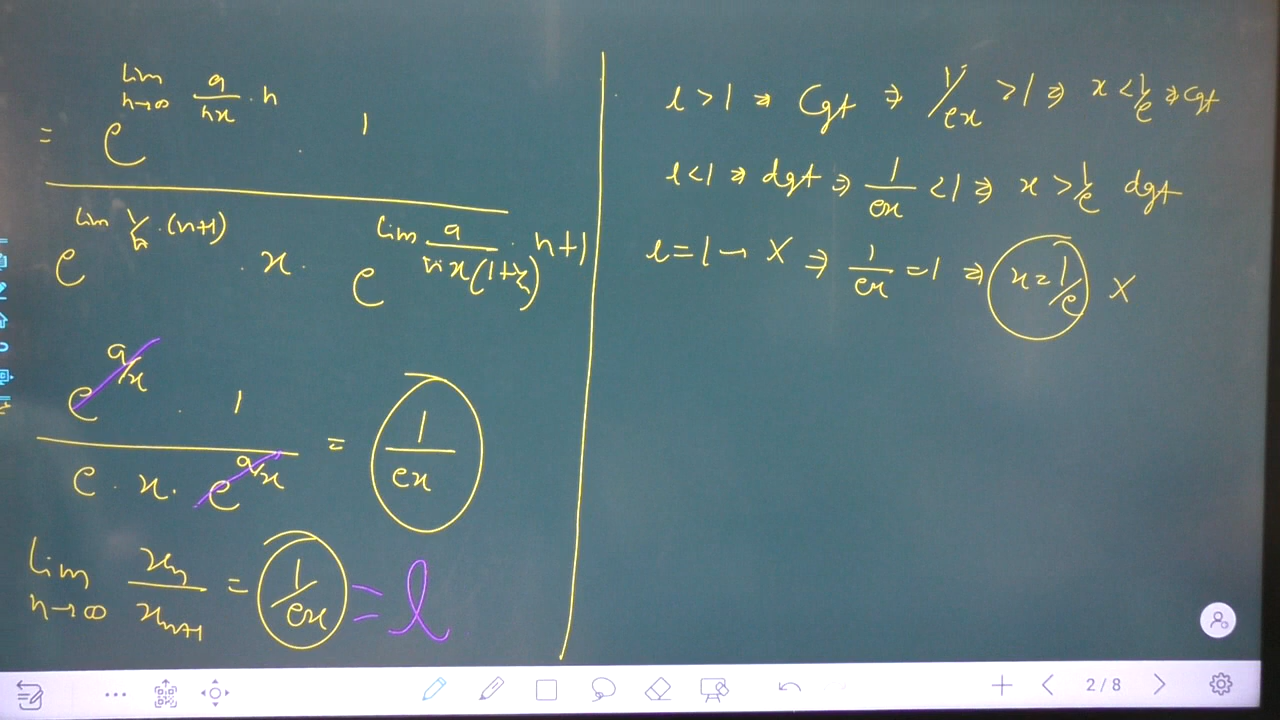 = e^{lim n→∞ a/nx · n} · 1
e^{lim 1/n · (n+1)} · x · e^{lim a/nx(1+1/n) · n+1}
e^{a/x} · 1
e · x · e^{a/x}
= 1/ex
lim n→∞ xn/xn+1 = 1/ex = l
l > 1 ⇒ Cgt ⇒ 1/ex > 1 ⇒ x < 1/e ⇒ cgt
l < 1 ⇒ dgt ⇒ 1/ex < 1 ⇒ x > 1/e dgt
l = 1 → X ⇒ 1/ex = 1 ⇒ x = 1/e X
2/8